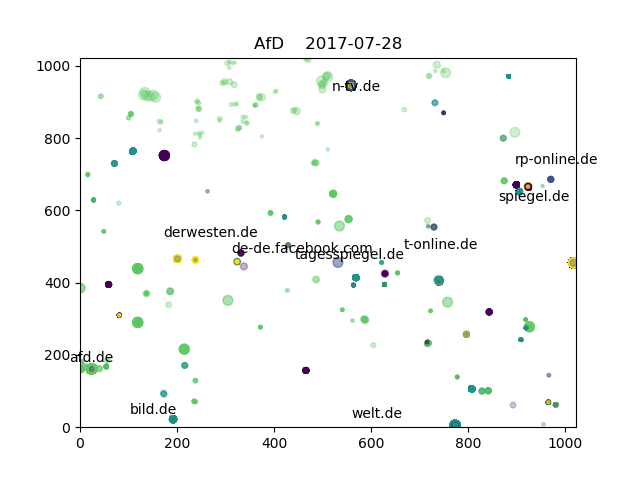 AfD    2017-07-28
1000
n-tv.de
800
rp-online.de
spiegel.de
600
derwesten.de
de-de.facebook.com
t-online.de
tagesspiegel.de
400
200
afd.de
bild.de
welt.de
0
0 200 400 600 800 1000